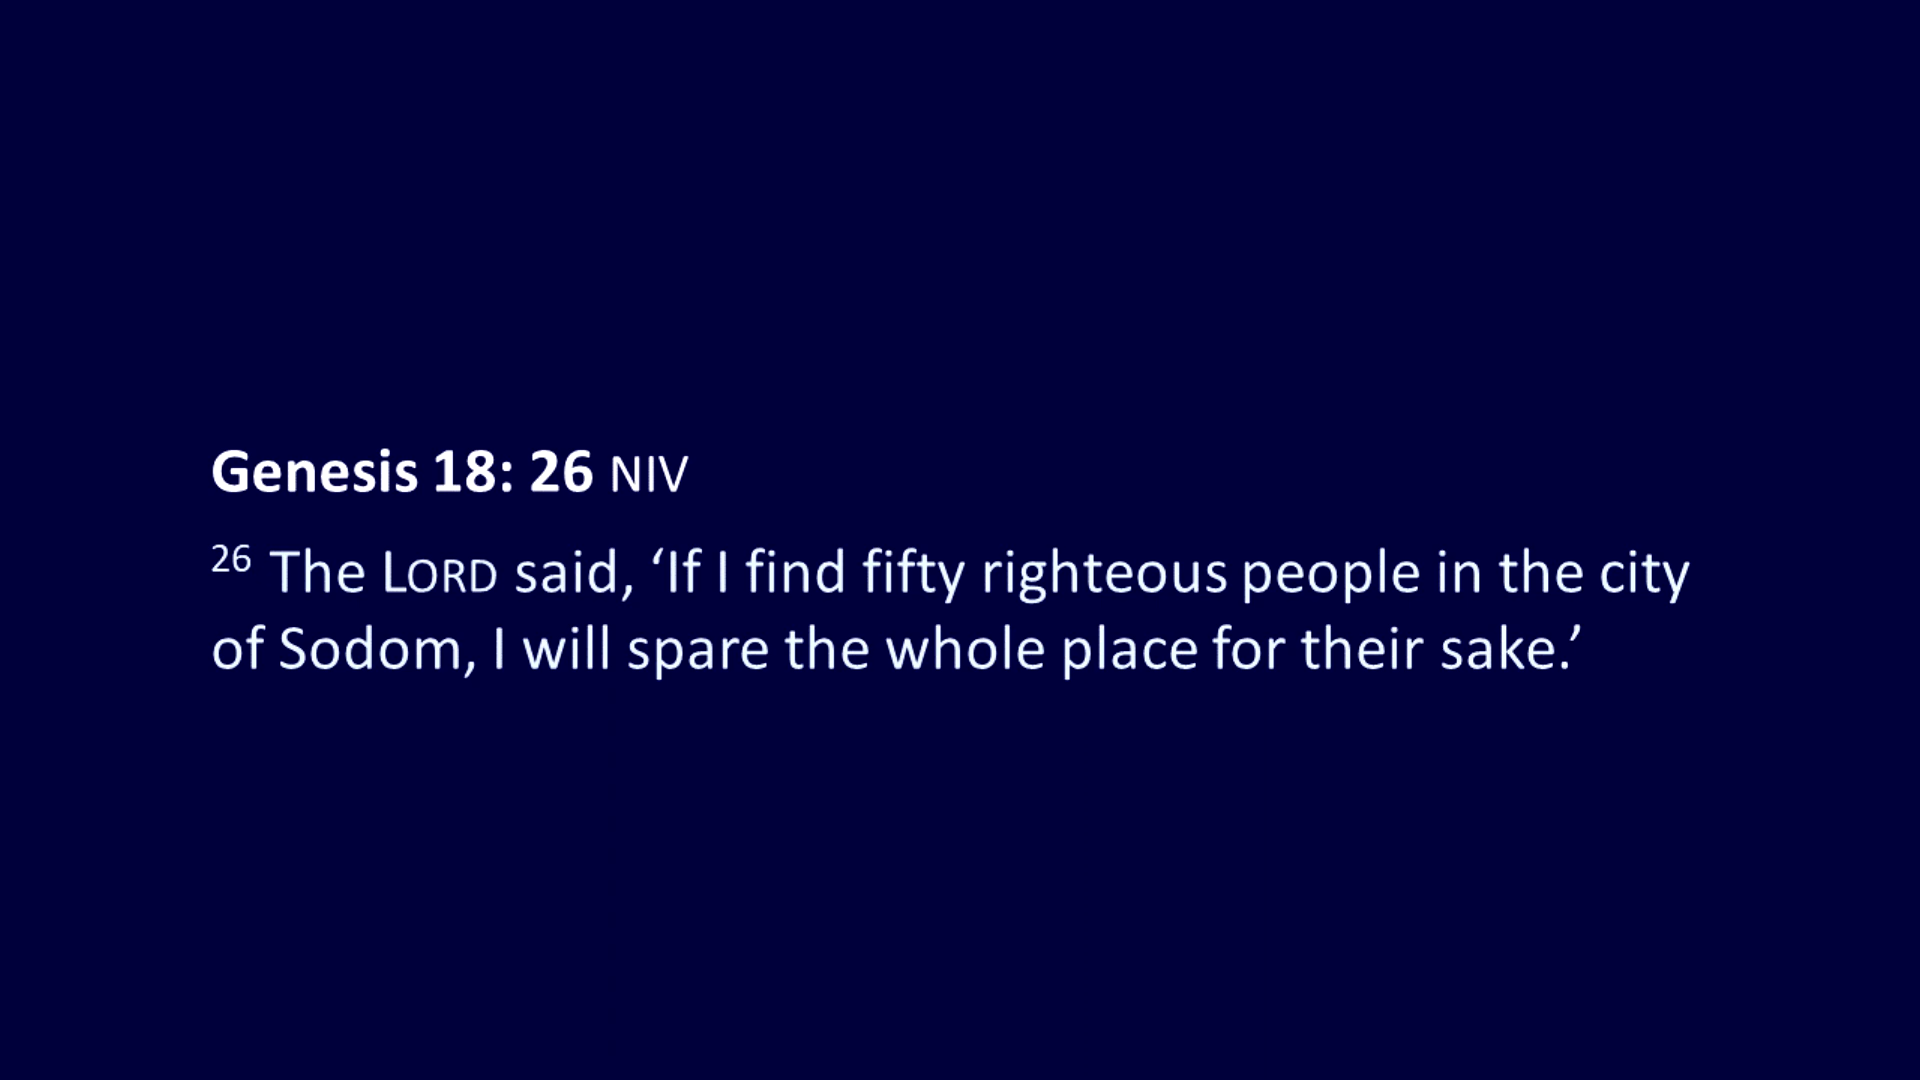 Genesis 18: 26 NIV
26 The LORD said, ‘If I find fifty righteous people in the city
of Sodom, I will spare the whole place for their sake.’